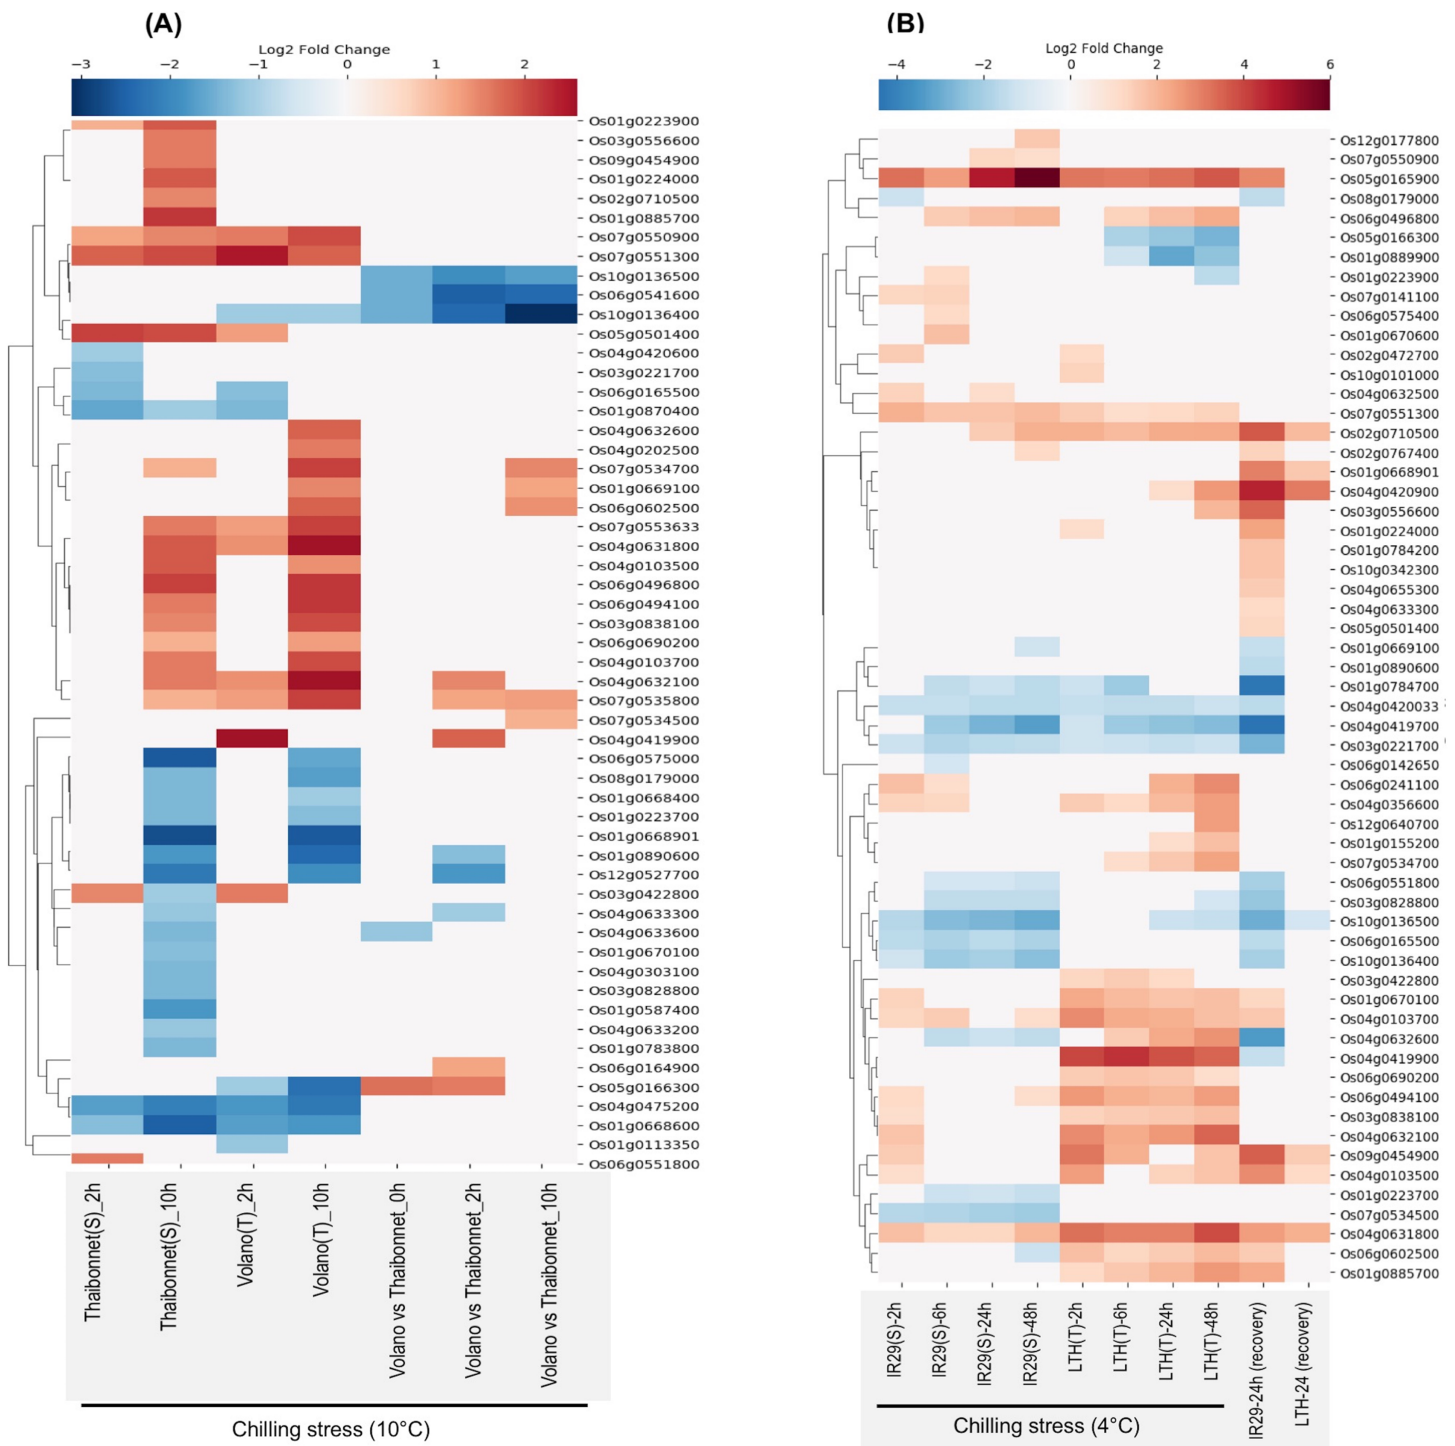 (A)
Log2 Fold Change
−3 −2 −1 0 1 2
Os01g0223900
Os03g0556600
Os09g0454900
Os01g0224000
Os02g0710500
Os01g0885700
Os07g0550900
Os07g0551300
Os10g0136500
Os06g0541600
Os10g0136400
Os05g0501400
Os04g0420600
Os03g0221700
Os06g0165500
Os01g0870400
Os04g0632600
Os04g0202500
Os07g0534700
Os01g0669100
Os06g0602500
Os07g0553633
Os04g0631800
Os04g0103500
Os06g0496800
Os06g0494100
Os03g0838100
Os06g0690200
Os04g0103700
Os04g0632100
Os07g0535800
Os07g0534500
Os04g0419900
Os06g0575000
Os08g0179000
Os01g0668400
Os01g0223700
Os01g0668901
Os01g0890600
Os12g0527700
Os03g0422800
Os04g0633300
Os04g0633600
Os01g0670100
Os04g0303100
Os03g0828800
Os01g0587400
Os04g0633200
Os01g0783800
Os06g0164900
Os05g0166300
Os04g0475200
Os01g0668600
Os01g0113350
Os06g0551800
Thaibonnet(S)_2h
Thaibonnet(S)_10h
Volano(T)_2h
Volano(T)_10h
Volano vs Thaibonnet_0h
Volano vs Thaibonnet_2h
Volano vs Thaibonnet_10h
Chilling stress (10°C)
(B)
Log2 Fold Change
−4 −2 0 2 4 6
Os12g0177800
Os07g0550900
Os05g0165900
Os08g0179000
Os06g0496800
Os05g0166300
Os01g0889900
Os01g0223900
Os07g0141100
Os06g0575400
Os01g0670600
Os02g0472700
Os10g0101000
Os04g0632500
Os07g0551300
Os02g0710500
Os02g0767400
Os01g0668901
Os04g0420900
Os03g0556600
Os01g0224000
Os01g0784200
Os10g0342300
Os04g0655300
Os04g0633300
Os05g0501400
Os01g0669100
Os01g0890600
Os01g0784700
Os04g0420033
Os04g0419700
Os03g0221700
Os06g0142650
Os06g0241100
Os04g0356600
Os12g0640700
Os01g0155200
Os07g0534700
Os06g0551800
Os03g0828800
Os10g0136500
Os06g0165500
Os10g0136400
Os03g0422800
Os01g0670100
Os04g0103700
Os04g0632600
Os04g0419900
Os06g0690200
Os06g0494100
Os03g0838100
Os04g0632100
Os09g0454900
Os04g0103500
Os01g0223700
Os07g0534500
Os04g0631800
Os06g0602500
Os01g0885700
IR29(S)-2h
IR29(S)-6h
IR29(S)-24h
IR29(S)-48h
LTH(T)-2h
LTH(T)-6h
LTH(T)-24h
LTH(T)-48h
IR29-24h (recovery)
LTH-24 (recovery)
Chilling stress (4°C)